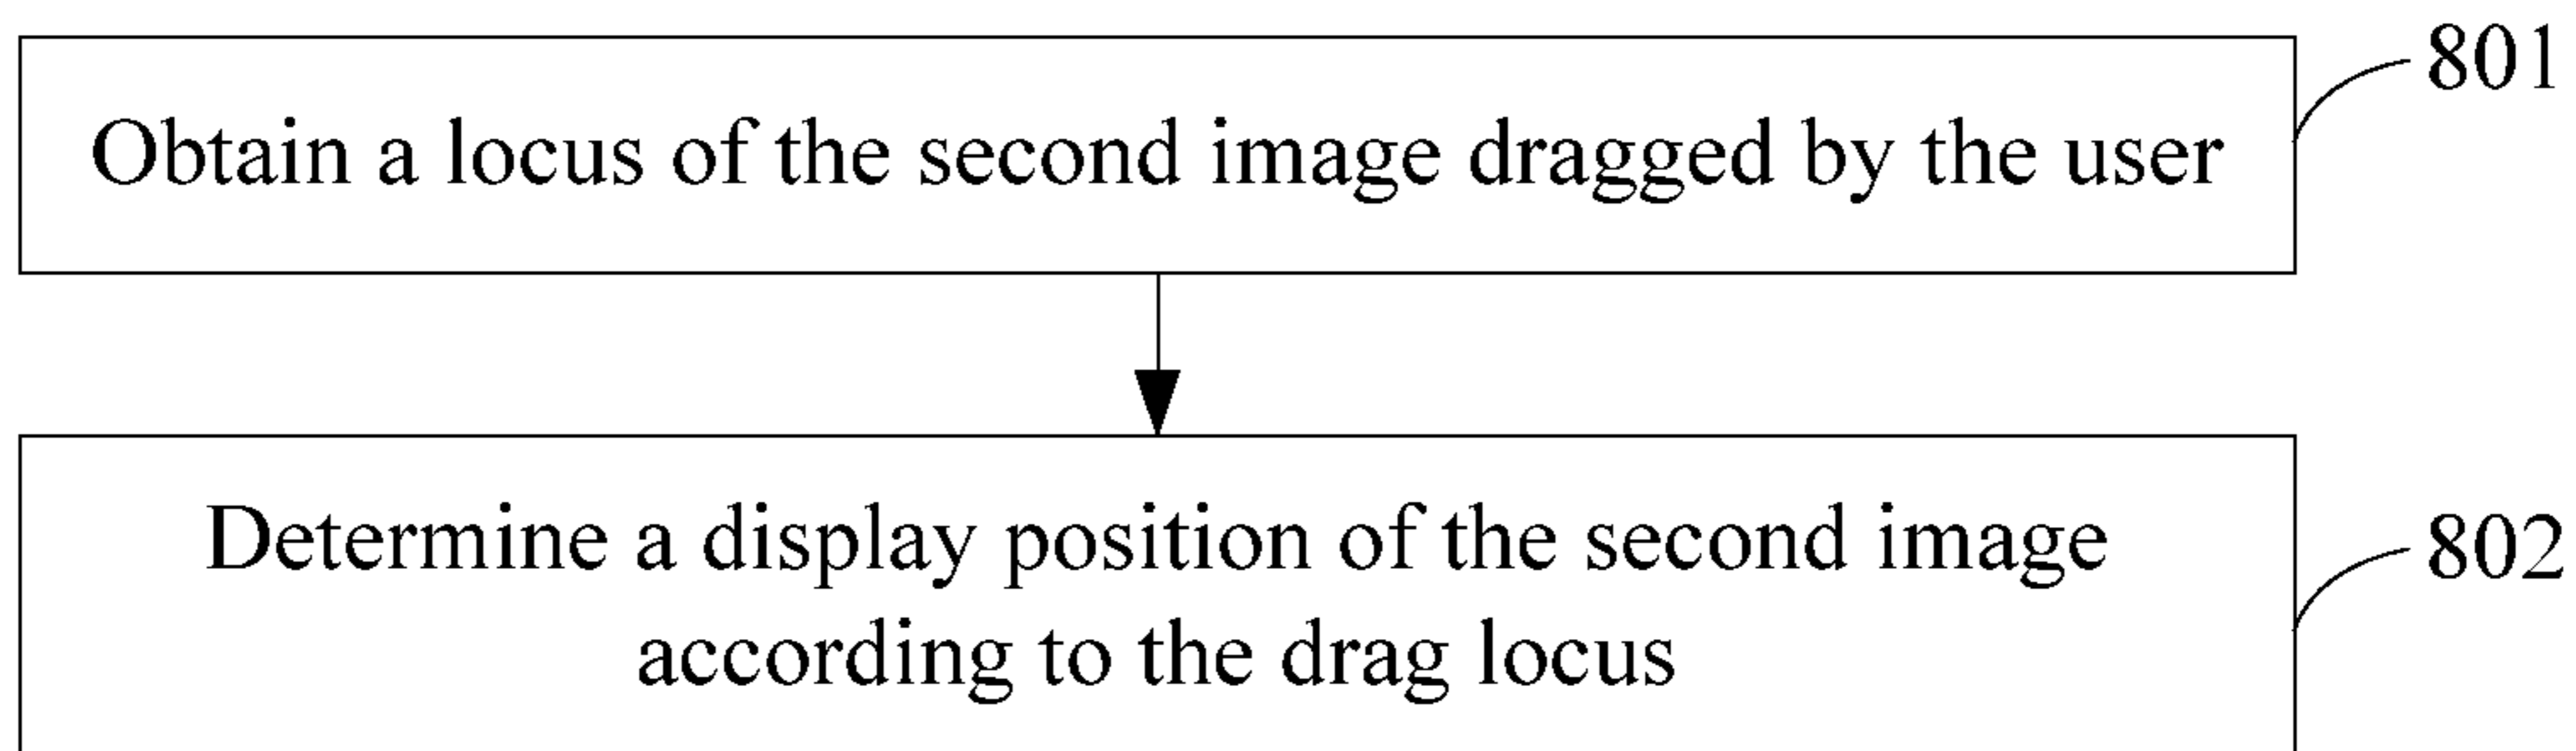 801
Obtain a locus of the second image dragged by the user
Determine a display position of the second image
802
according to the drag locus